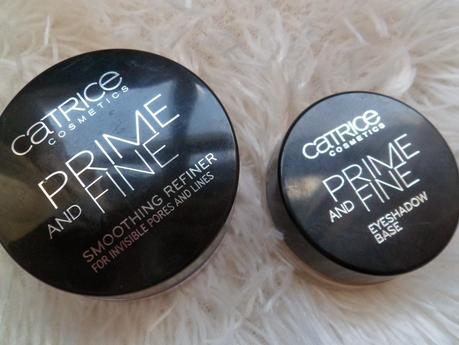 CATRICE
COSMETICS
PRIME
AND FINE
SMOOTHING REFINER
FOR INVISIBLE PORES AND LINES
CATRICE
COSMETICS
PRIME
AND FINE
EYESHADOW
BASE